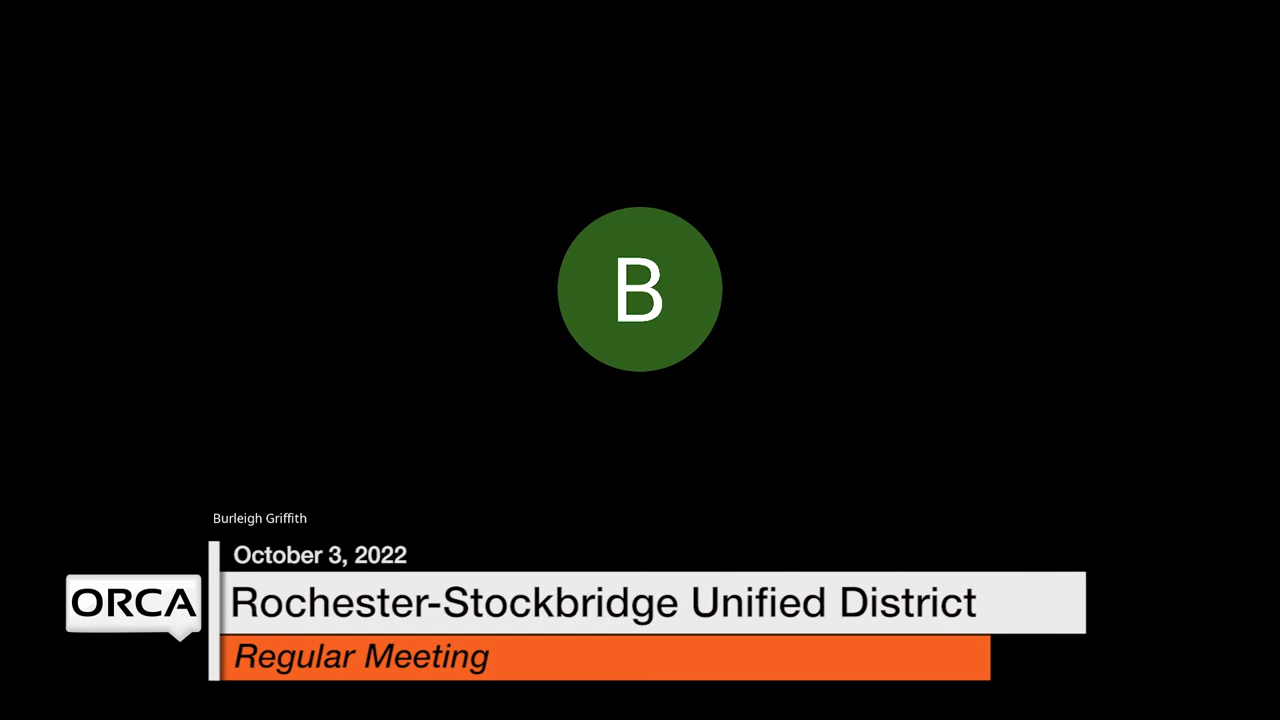 B
Burleigh Griffith
October 3, 2022
ORCA
Rochester-Stockbridge Unified District
Regular Meeting